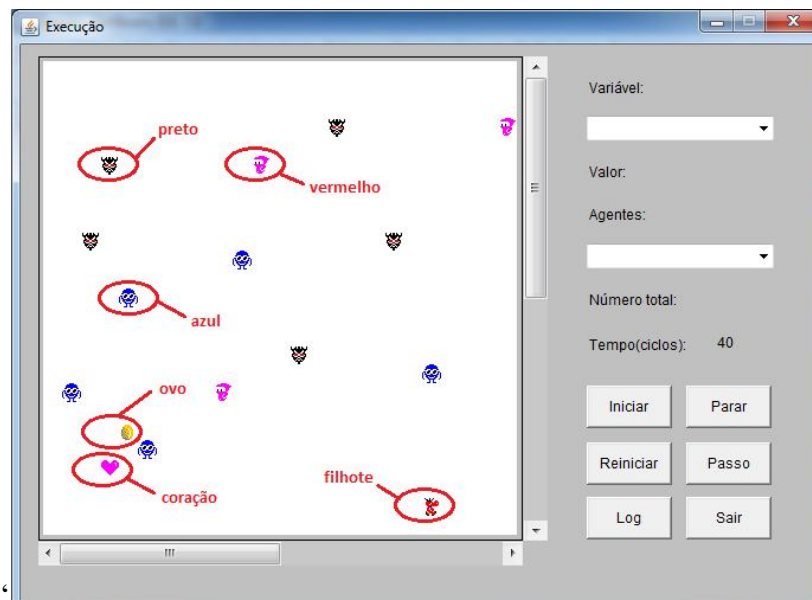 Execução
preto
vermelho
azul
ovo
coração
filhote
Variável:
Valor:
Agentes:
Número total:
Tempo(ciclos): 40
Iniciar Parar
Reiniciar Passo
Log Sair
‘